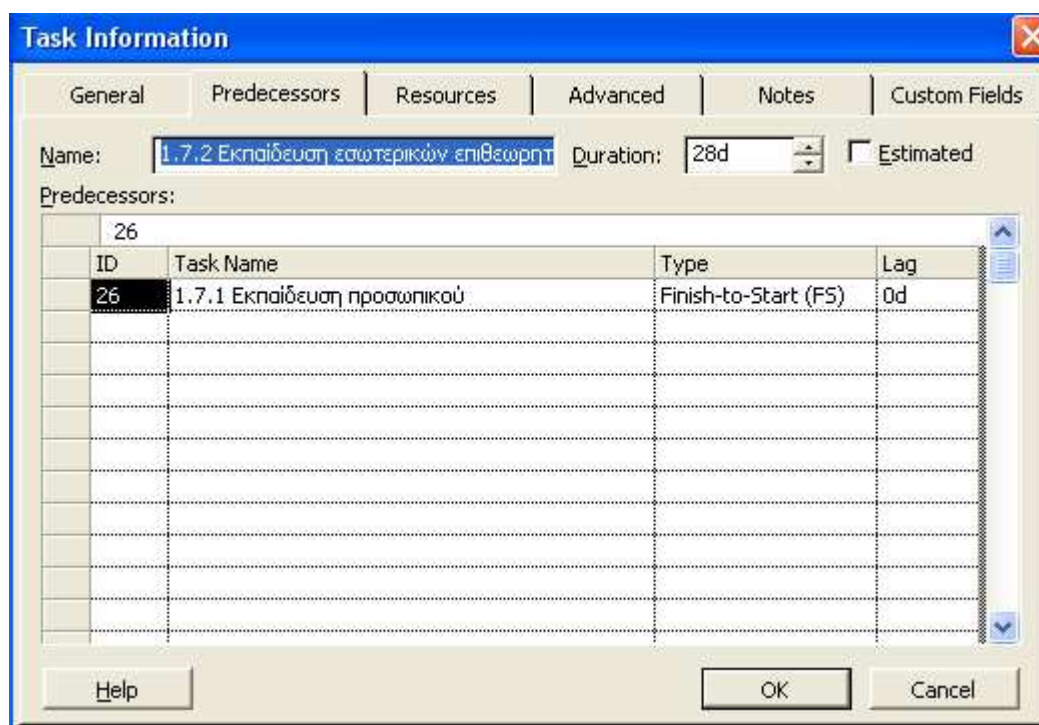 Task Information
General Predecessors Resources Advanced Notes Custom Fields
Name: 1.7.2 Εκπαίδευση εσωτερικών επιθεωρητ Duration: 28d Estimated
Predecessors:
26
ID Task Name Type Lag
26 1.7.1 Εκπαίδευση προσωπικού Finish-to-Start (FS) 0d
Help OK Cancel